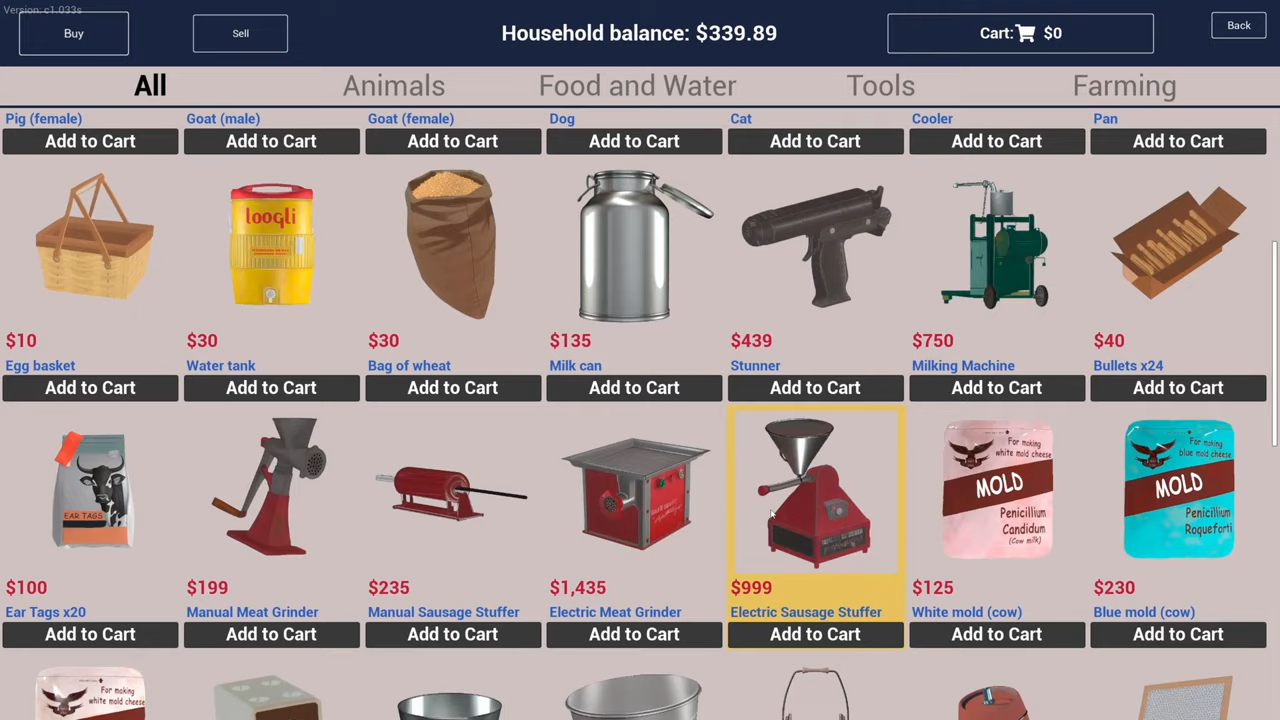 Version: c1.033s
Buy
Sell
Household balance: $339.89
Cart: $0
Back
All
Animals
Food and Water
Tools
Farming
Pig (female)
Goat (male)
Goat (female)
Dog
Cat
Cooler
Pan
Add to Cart
Add to Cart
Add to Cart
Add to Cart
Add to Cart
Add to Cart
Add to Cart
looqli
$10
$30
$30
$135
$439
$750
$40
Egg basket
Water tank
Bag of wheat
Milk can
Stunner
Milking Machine
Bullets x24
Add to Cart
Add to Cart
Add to Cart
Add to Cart
Add to Cart
Add to Cart
Add to Cart
EAR TAGS
For making
white mold cheese
MOLD
Penicillium
Candidum
(Cow milk)
For making
blue mold cheese
MOLD
Penicillium
Roqueforti
$100
$199
$235
$1,435
$999
$125
$230
Ear Tags x20
Manual Meat Grinder
Manual Sausage Stuffer
Electric Meat Grinder
Electric Sausage Stuffer
White mold (cow)
Blue mold (cow)
Add to Cart
Add to Cart
Add to Cart
Add to Cart
Add to Cart
Add to Cart
Add to Cart
For making
white mold cheese